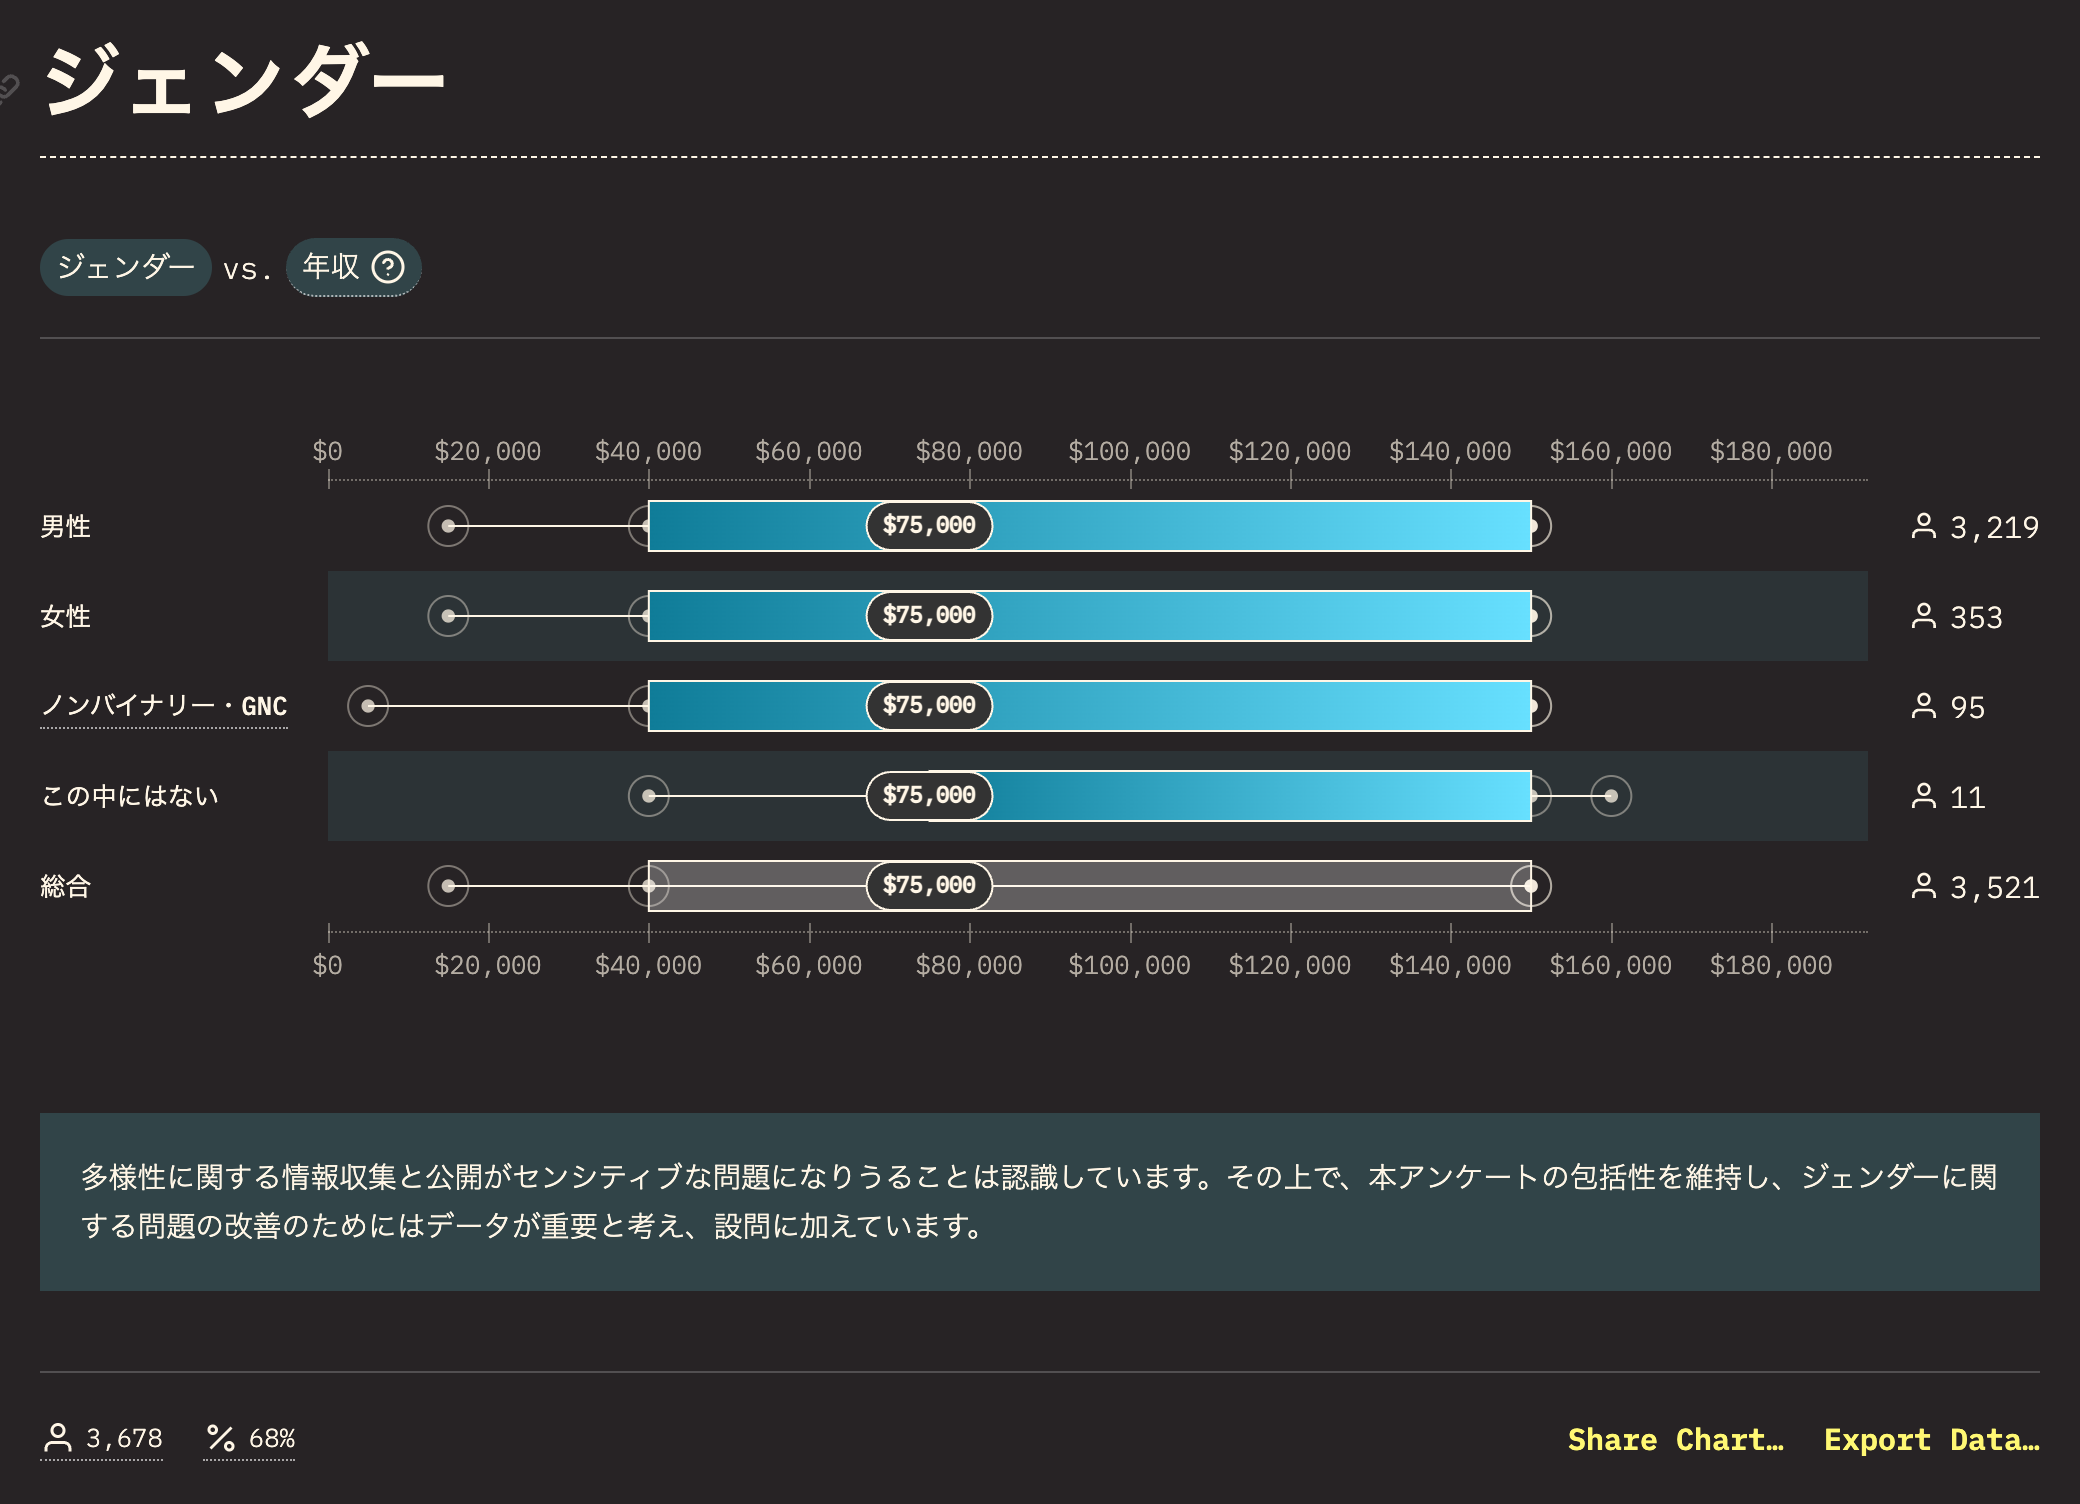 ジェンダー
ジェンダー vs. 年収
$0 $20,000 $40,000 $60,000 $80,000 $100,000 $120,000 $140,000 $160,000 $180,000
男性 $75,000 3,219
女性 $75,000 353
ノンバイナリー・GNC $75,000 95
この中にはない $75,000 11
総合 $75,000 3,521
$0 $20,000 $40,000 $60,000 $80,000 $100,000 $120,000 $140,000 $160,000 $180,000
多様性に関する情報収集と公開がセンシティブな問題になりうることは認識しています。その上で、本アンケートの包括性を維持し、ジェンダーに関
する問題の改善のためにはデータが重要と考え、設問に加えています。
3,678 68% Share Chart… Export Data…